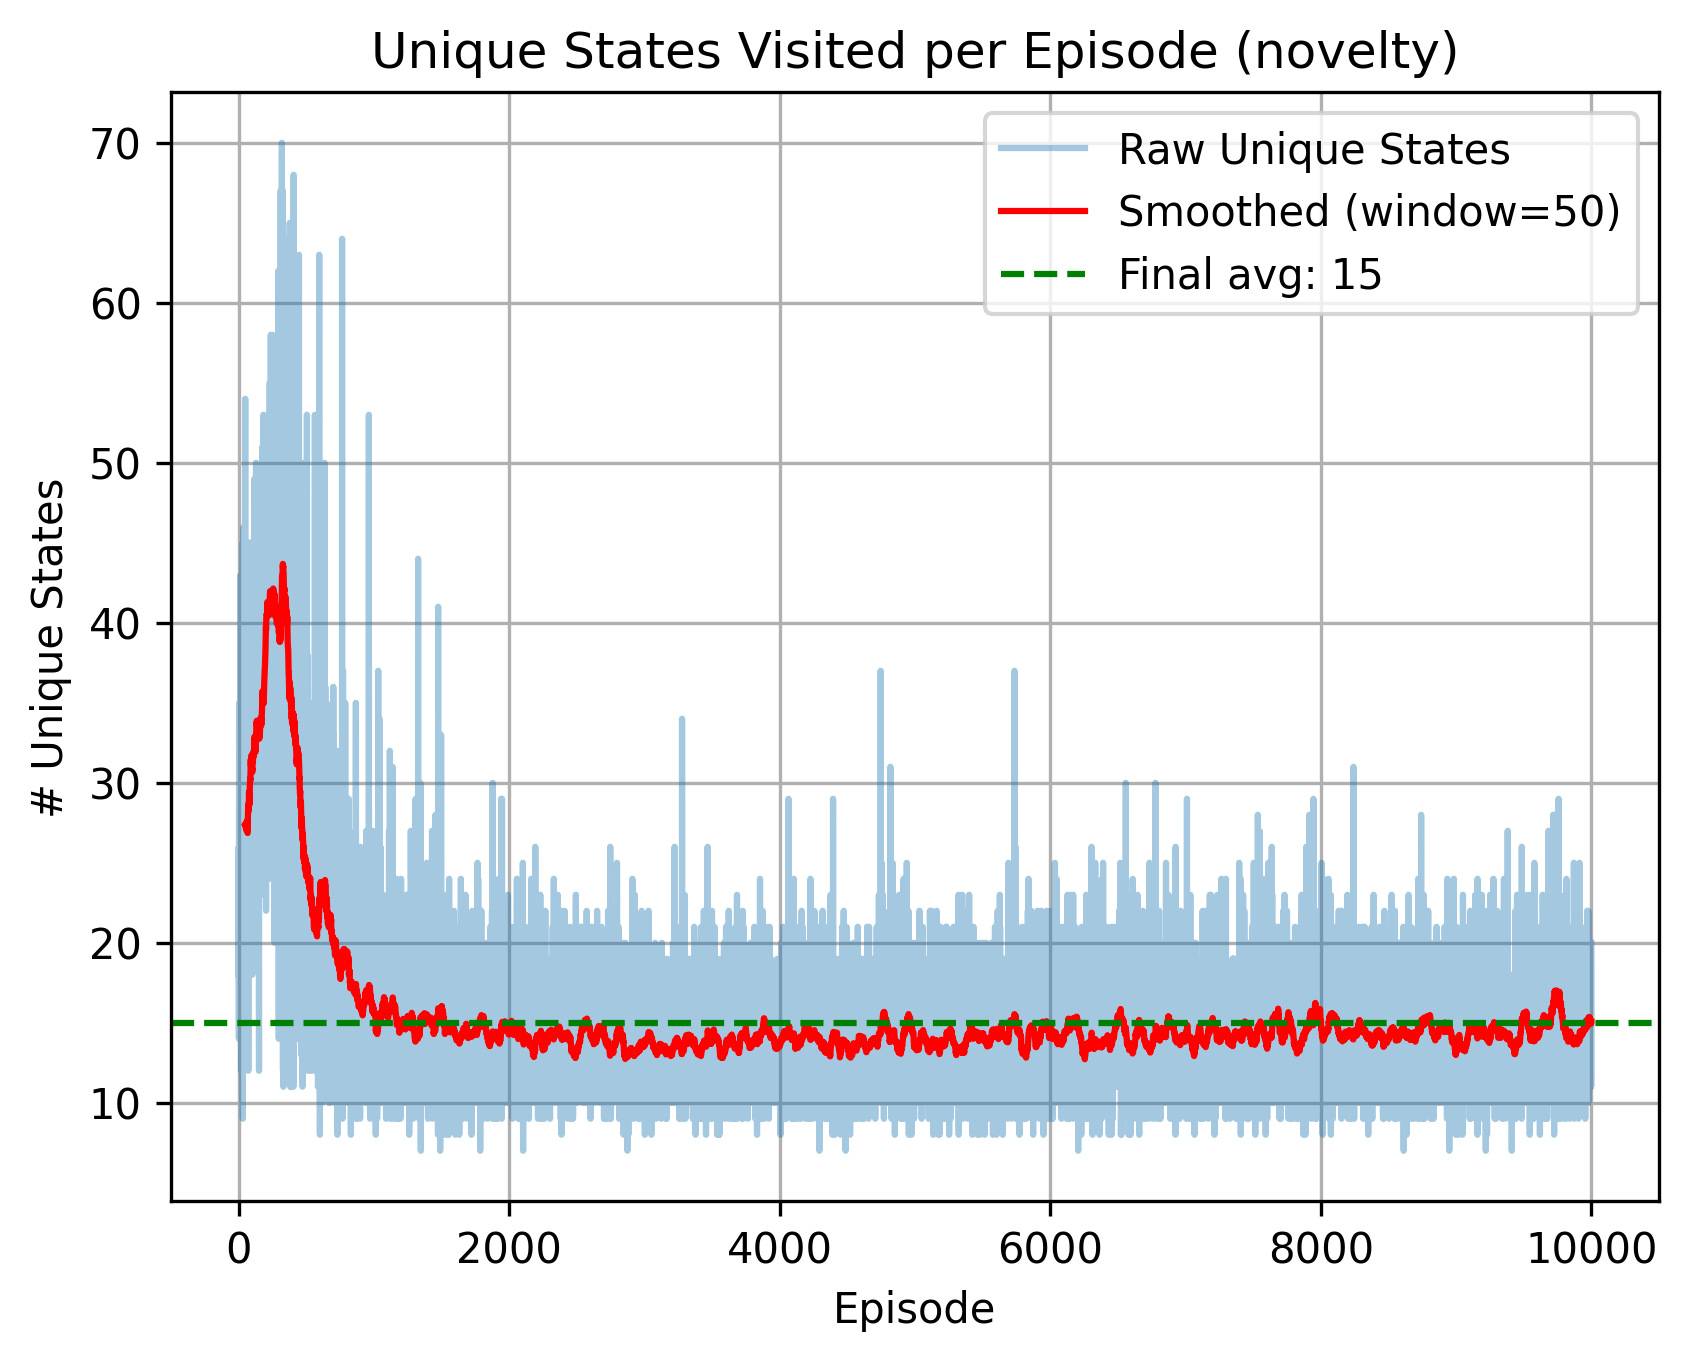 Unique States Visited per Episode (novelty)
Raw Unique States
Smoothed (window=50)
Final avg: 15
# Unique States
70
60
50
40
30
20
10
0 2000 4000 6000 8000 10000
Episode